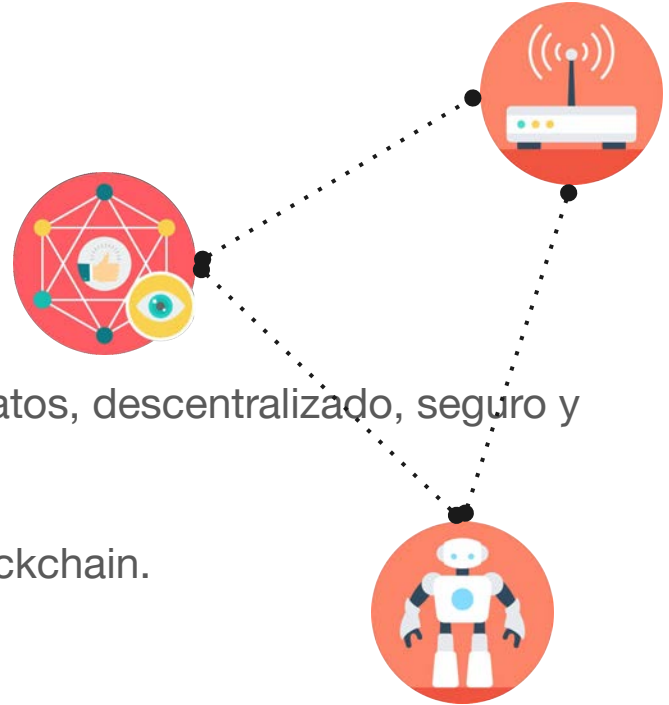 atos, descentralizado, seguro y
ckchain.